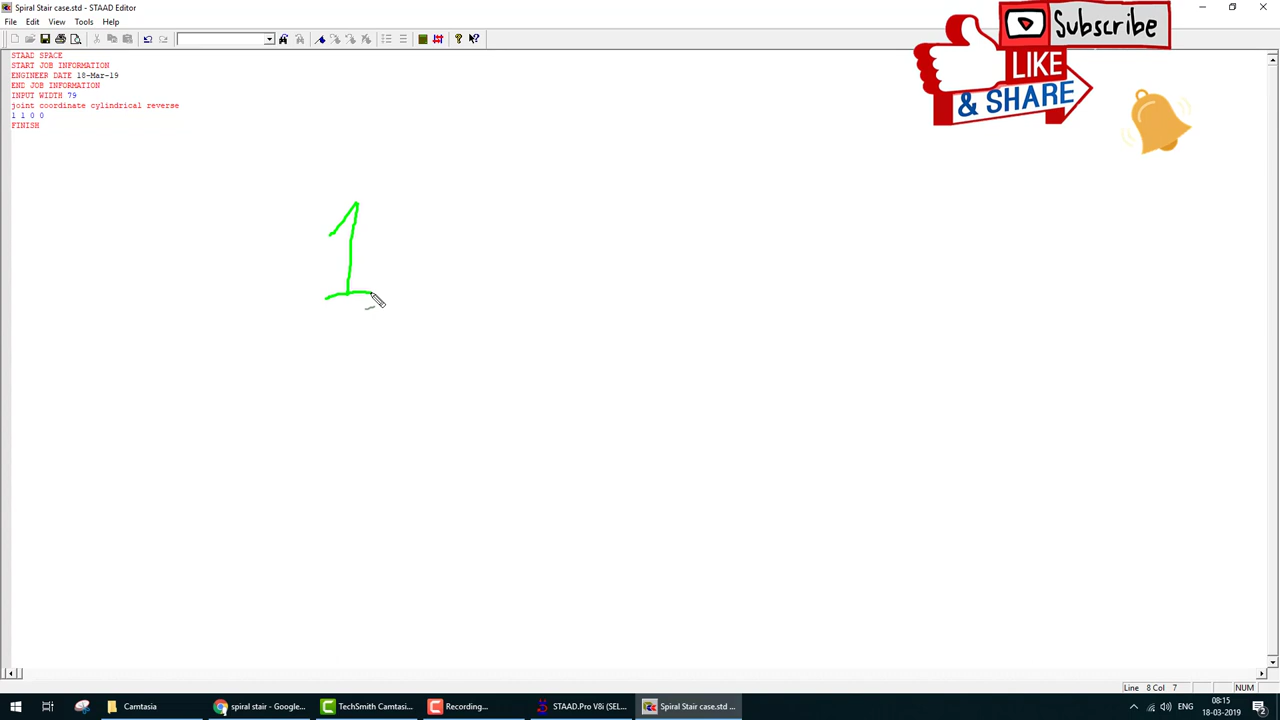 Spiral Stair case.std - STAAD Editor
File Edit View Tools Help
STAAD SPACE
START JOB INFORMATION
ENGINEER DATE 18-Mar-19
END JOB INFORMATION
INPUT WIDTH 79
joint coordinate cylindrical reverse
1 1 0 0
FINISH
Subscribe
LIKE
& SHARE
1
Line 8 Col 7 NUM
Camtasia
spiral stair - Google...
TechSmith Camtasi...
Recording...
STAAD.Pro V8i (SEL...
Spiral Stair case.std ...
ENG
08:15
18-03-2019
2